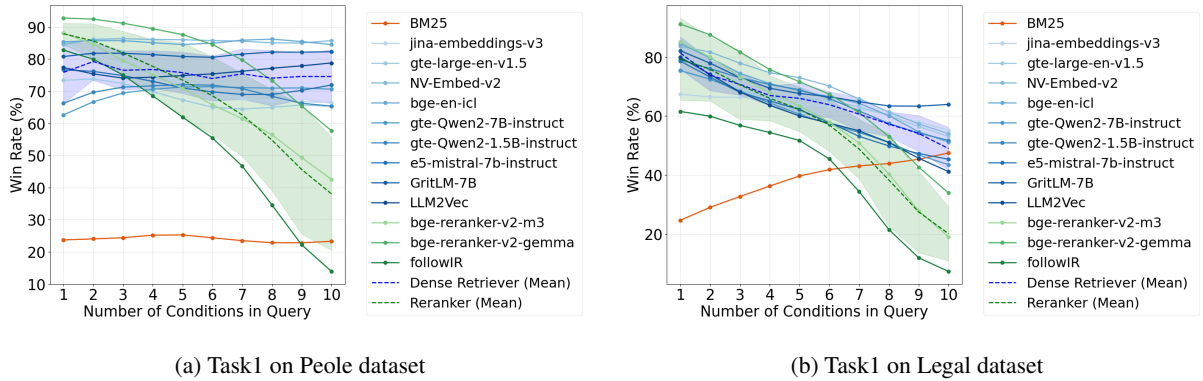 Win Rate (%)
90
80
70
60
50
40
30
20
10
1 2 3 4 5 6 7 8 9 10
Number of Conditions in Query
BM25
jina-embeddings-v3
gte-large-en-v1.5
NV-Embed-v2
bge-en-icl
gte-Qwen2-7B-instruct
gte-Qwen2-1.5B-instruct
e5-mistral-7b-instruct
GritLM-7B
LLM2Vec
bge-reranker-v2-m3
bge-reranker-v2-gemma
followIR
Dense Retriever (Mean)
Reranker (Mean)
(a) Task1 on Peole dataset
Win Rate (%)
80
60
40
20
1 2 3 4 5 6 7 8 9 10
Number of Conditions in Query
BM25
jina-embeddings-v3
gte-large-en-v1.5
NV-Embed-v2
bge-en-icl
gte-Qwen2-7B-instruct
gte-Qwen2-1.5B-instruct
e5-mistral-7b-instruct
GritLM-7B
LLM2Vec
bge-reranker-v2-m3
bge-reranker-v2-gemma
followIR
Dense Retriever (Mean)
Reranker (Mean)
(b) Task1 on Legal dataset